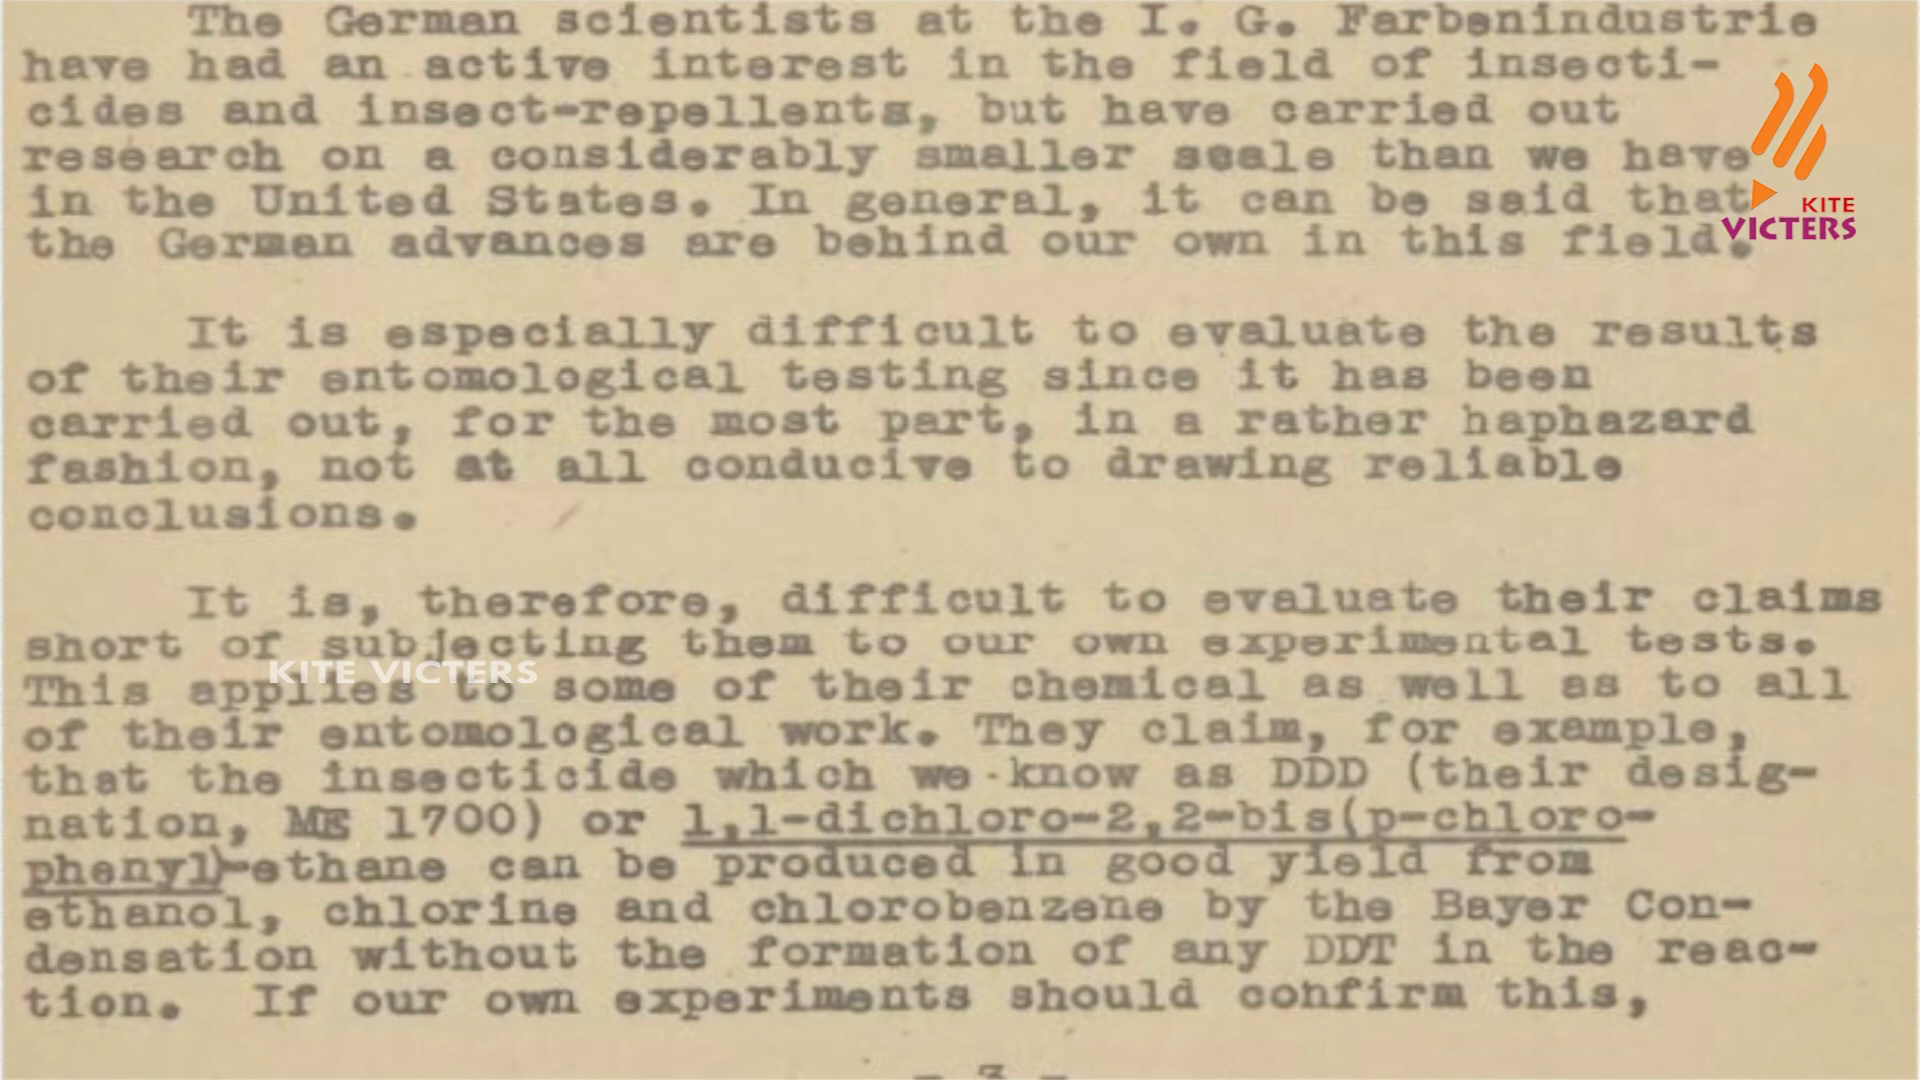 The German scientists at the I. G. Farbenindustrie
have had an active interest in the field of insecti-
cides and insect-repellents, but have carried out
research on a considerably smaller scale than we have
in the United States. In general, it can be said that
the German advances are behind our own in this field.
KITE
VICTERS
It is especially difficult to evaluate the results
of their entomological testing since it has been
carried out, for the most part, in a rather haphazard
fashion, not at all conducive to drawing reliable
conclusions.
It is, therefore, difficult to evaluate their claims
short of subjecting them to our own experimental tests.
KITE VICTERS
This applies to some of their chemical as well as to all
of their entomological work. They claim, for example,
that the insecticide which we know as DDD (their desig-
nation, ME 1700) or 1,1-dichloro-2,2-bis(p-chloro-
phenyl)-ethane can be produced in good yield from
ethanol, chlorine and chlorobenzene by the Bayer Con-
densation without the formation of any DDT in the reac-
tion. If our own experiments should confirm this,
- 3 -